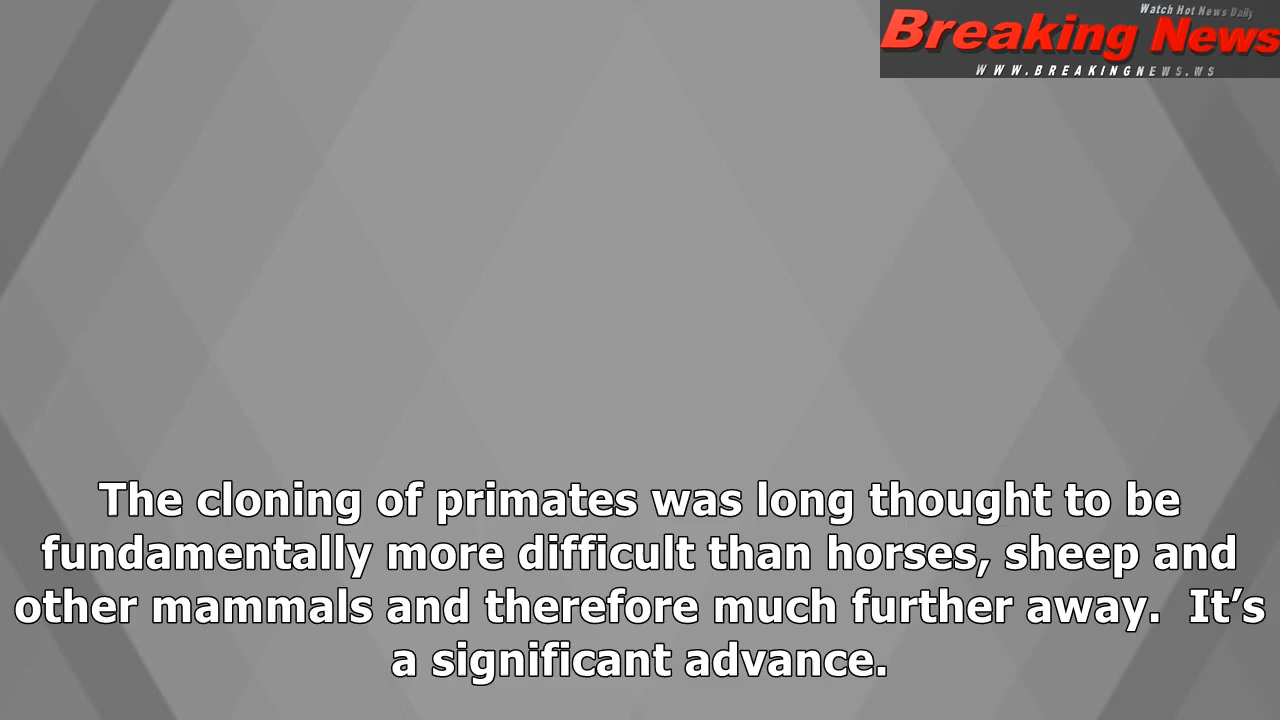 Watch Hot News Daily
Breaking News
WWW.BREAKINGNEWS.WS
The cloning of primates was long thought to be
fundamentally more difficult than horses, sheep and
other mammals and therefore much further away.  It’s
a significant advance.